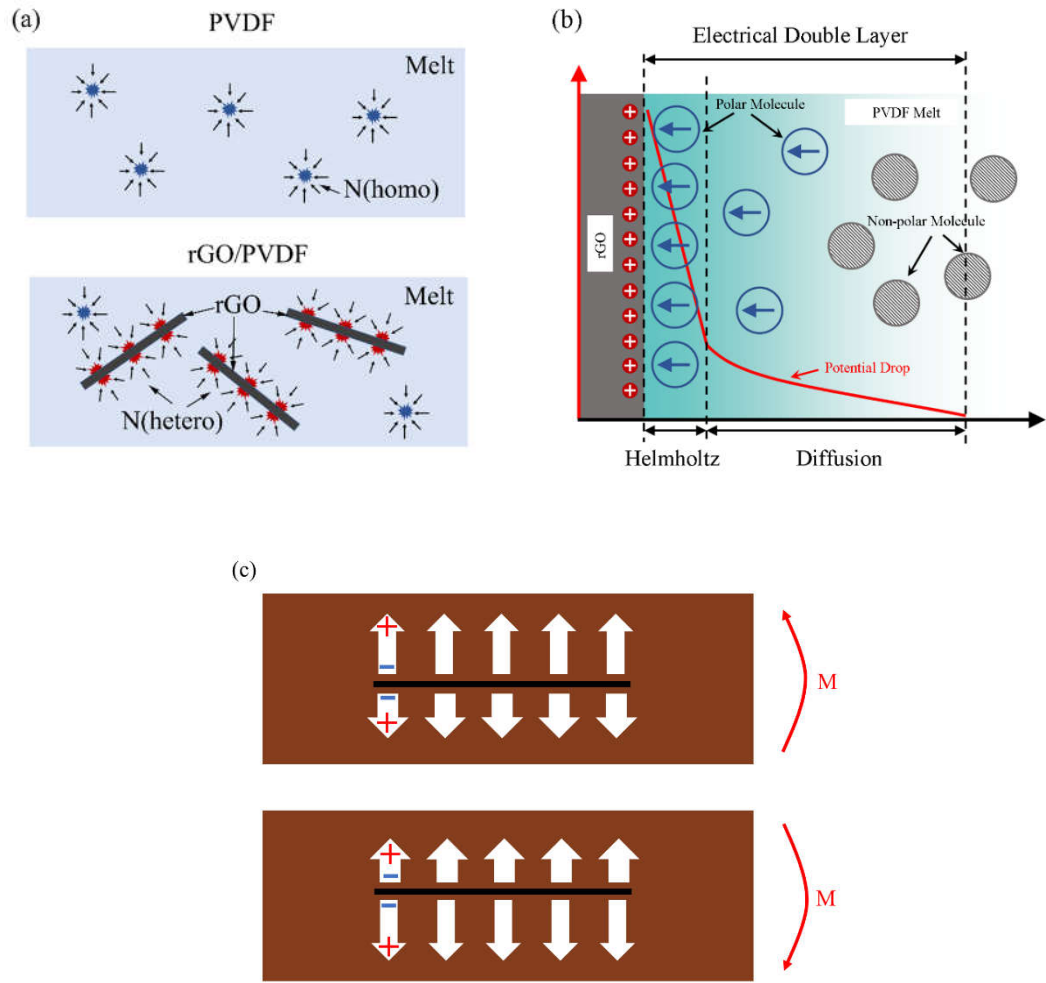 (a)
PVDF
Melt
N(homo)
rGO/PVDF
rGO
Melt
N(hetero)
(b)
Electrical Double Layer
Polar Molecule
PVDF Melt
rGO
Non-polar Molecule
Potential Drop
Helmholtz
Diffusion
(c)
M
M